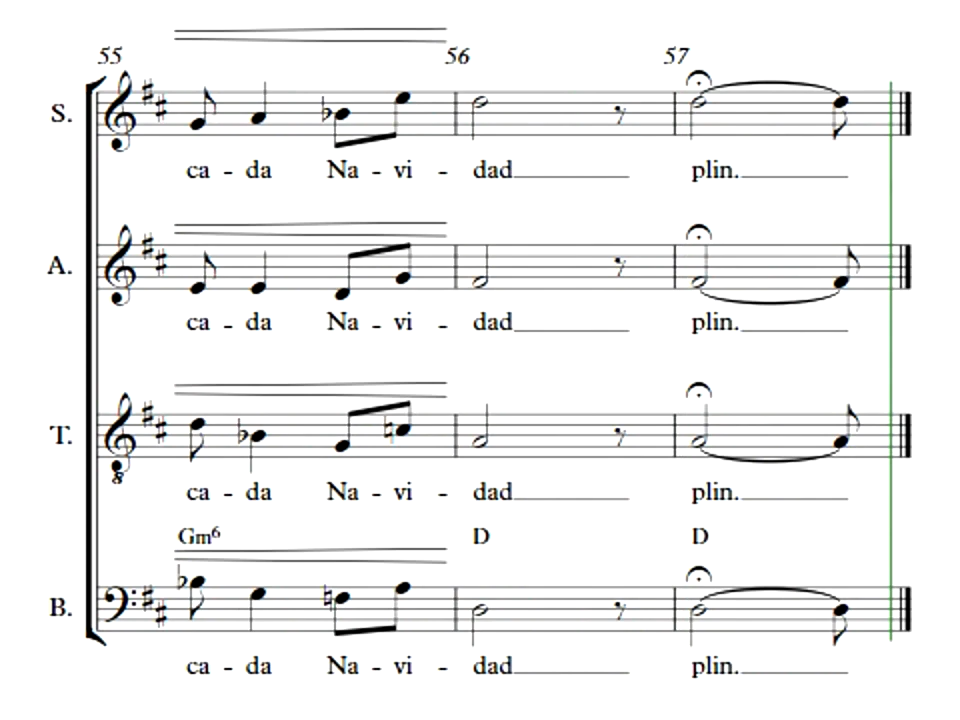 55 56 57
S.
ca - da Na - vi - dad plin.
A.
ca - da Na - vi - dad plin.
T.
8
ca - da Na - vi - dad plin.
Gm6 D D
B.
ca - da Na - vi - dad plin.